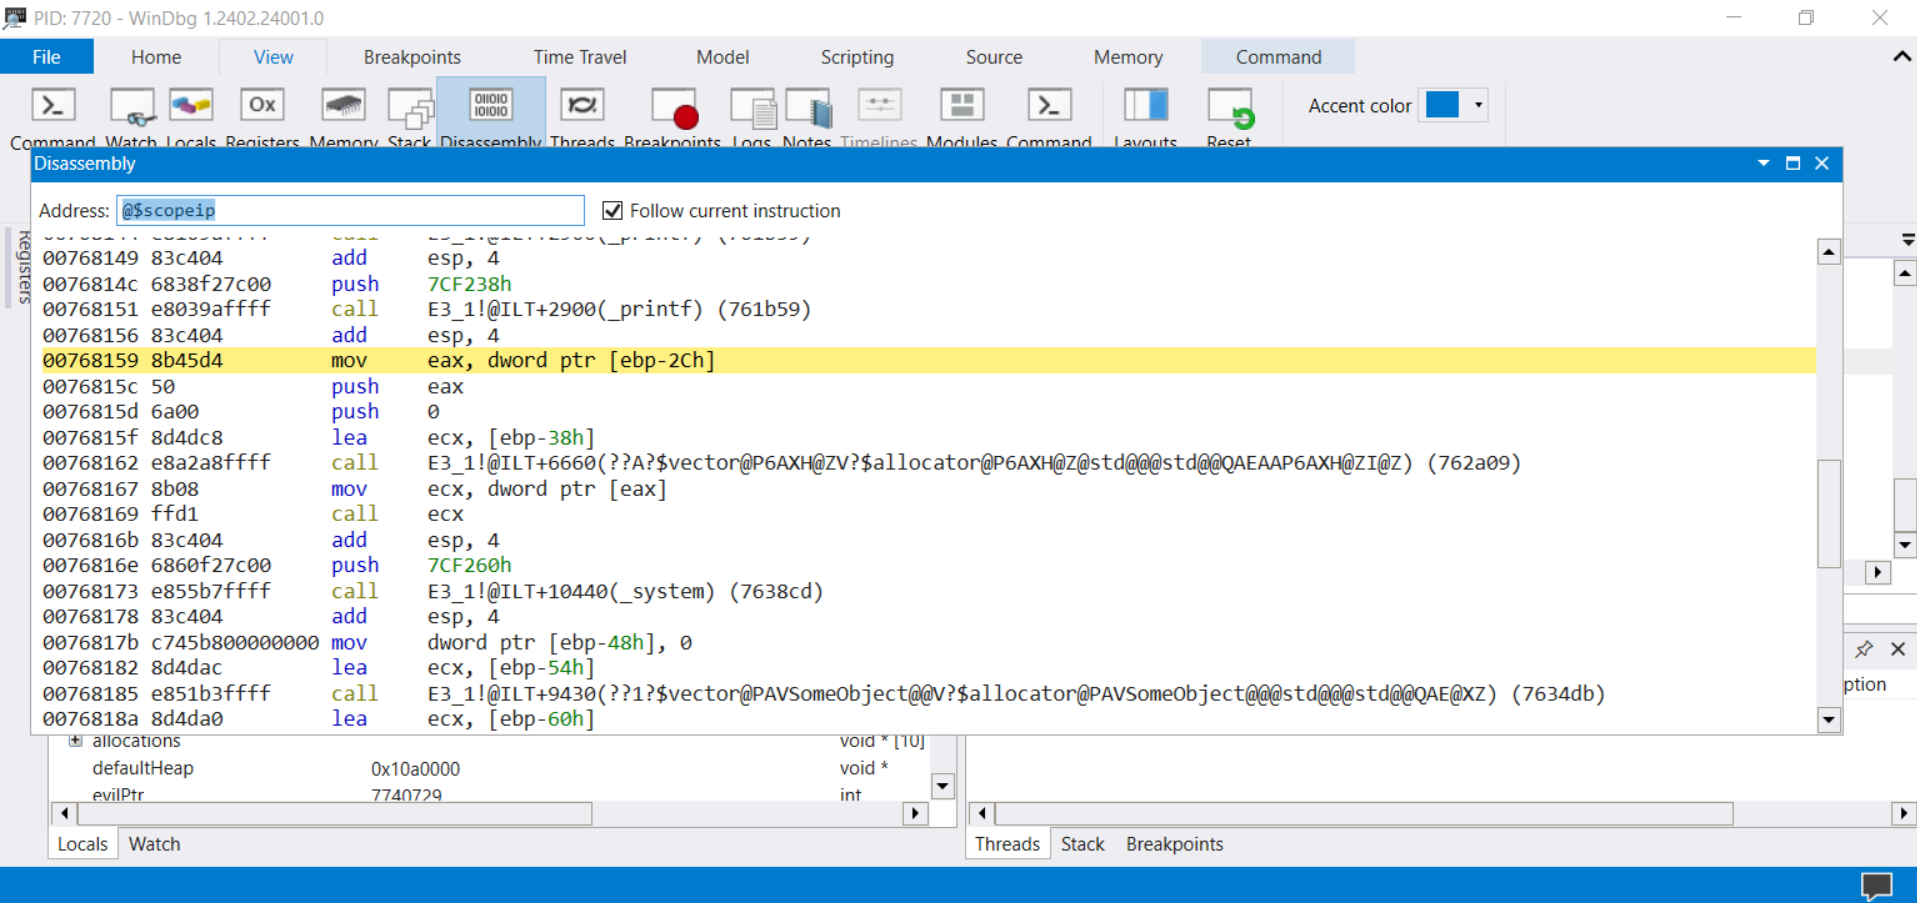 PID: 7720 - WinDbg 1.2402.24001.0
File Home View Breakpoints Time Travel Model Scripting Source Memory Command
Command Watch Locals Registers Memory Stack Disassembly Threads Breakpoints Logs Notes Timelines Modules Command Layouts Reset
Accent color
Disassembly
Address: @$scopeip Follow current instruction
Registers
00768149 83c404 add esp, 4
0076814c 6838f27c00 push 7CF238h
00768151 e8039affff call E3_1!@ILT+2900(_printf) (761b59)
00768156 83c404 add esp, 4
00768159 8b45d4 mov eax, dword ptr [ebp-2Ch]
0076815c 50 push eax
0076815d 6a00 push 0
0076815f 8d4dc8 lea ecx, [ebp-38h]
00768162 e8a2a8ffff call E3_1!@ILT+6660(??A?$vector@P6AXH@ZV?$allocator@P6AXH@Z@std@@@std@@QAEAAP6AXH@ZI@Z) (762a09)
00768167 8b08 mov ecx, dword ptr [eax]
00768169 ffd1 call ecx
0076816b 83c404 add esp, 4
0076816e 6860f27c00 push 7CF260h
00768173 e855b7ffff call E3_1!@ILT+10440(_system) (7638cd)
00768178 83c404 add esp, 4
0076817b c745b800000000 mov dword ptr [ebp-48h], 0
00768182 8d4dac lea ecx, [ebp-54h]
00768185 e851b3ffff call E3_1!@ILT+9430(??1?$vector@PAVSomeObject@@V?$allocator@PAVSomeObject@@@std@@@std@@QAE@XZ) (7634db)
0076818a 8d4da0 lea ecx, [ebp-60h]
ption
allocations void * [10]
defaultHeap 0x10a0000 void *
evilPtr 7740729 int
Locals Watch
Threads Stack Breakpoints